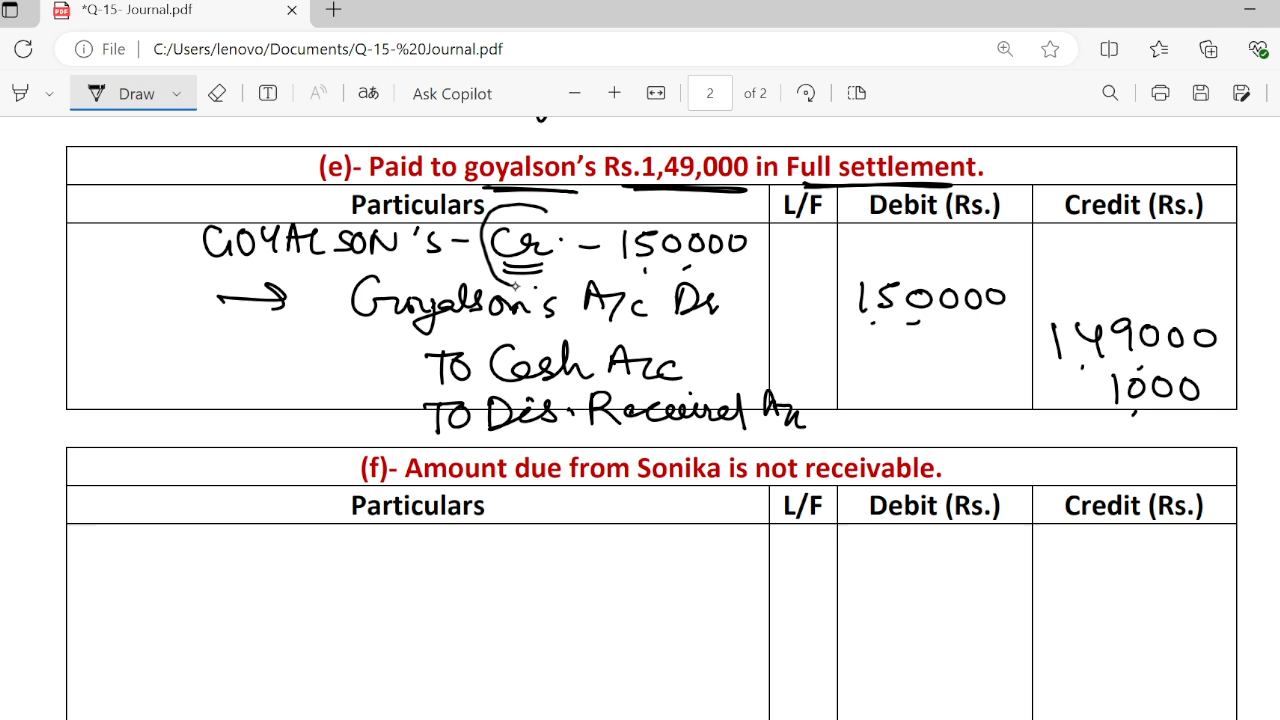 *Q-15- Journal.pdf
File C:/Users/lenovo/Documents/Q-15-%20Journal.pdf
Draw Ask Copilot 2 of 2
(e)- Paid to goyalson's Rs.1,49,000 in Full settlement.
Particulars L/F Debit (Rs.) Credit (Rs.)
GOYALSON's - Cr. - 150000
→ Goyalson's A/c Dr 150000
To Cash A/c 149000
To Dis. Received A/c 1000
(f)- Amount due from Sonika is not receivable.
Particulars L/F Debit (Rs.) Credit (Rs.)